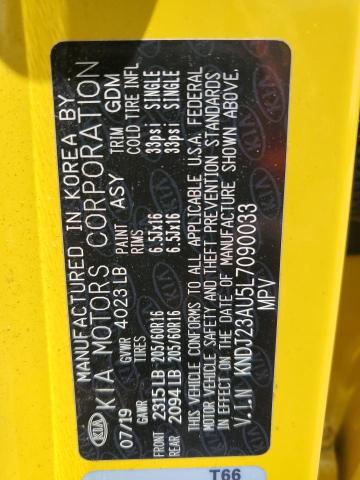 MANUFACTURED IN KOREA BY
KIA KIA MOTORS CORPORATION
07/19 GVWR 4023 LB PAINT ASY TRIM GDM
GAWR TIRES RIMS COLD TIRE INFL
FRONT 2315 LB 205/60R16 6.5Jx16 33psi SINGLE
REAR 2094 LB 205/60R16 6.5Jx16 33psi SINGLE
THIS VEHICLE CONFORMS TO ALL APPLICABLE U.S.A. FEDERAL
MOTOR VEHICLE SAFETY AND THEFT PREVENTION STANDARDS
IN EFFECT ON THE DATE OF MANUFACTURE SHOWN ABOVE.
V.I.N KNDJ23AU5L7090033
MPV
T66